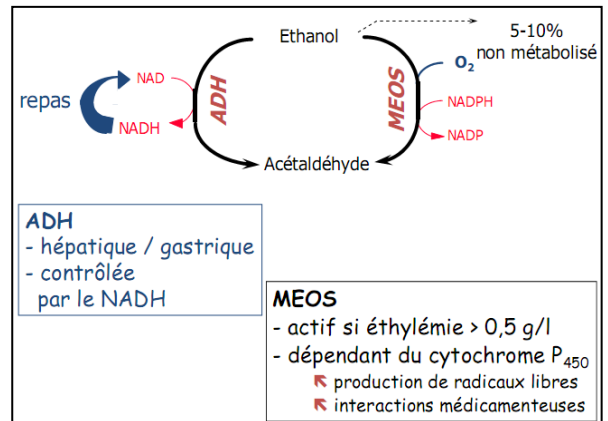 Ethanol
5-10%
non métabolisé
O₂
NAD
repas
ADH
MEOS
NADPH
NADH
NADP
Acétaldéhyde
ADH
- hépatique / gastrique
- contrôlée
par le NADH
MEOS
- actif si éthylémie > 0,5 g/l
- dépendant du cytochrome P₄₅₀
↖ production de radicaux libres
↖ interactions médicamenteuses